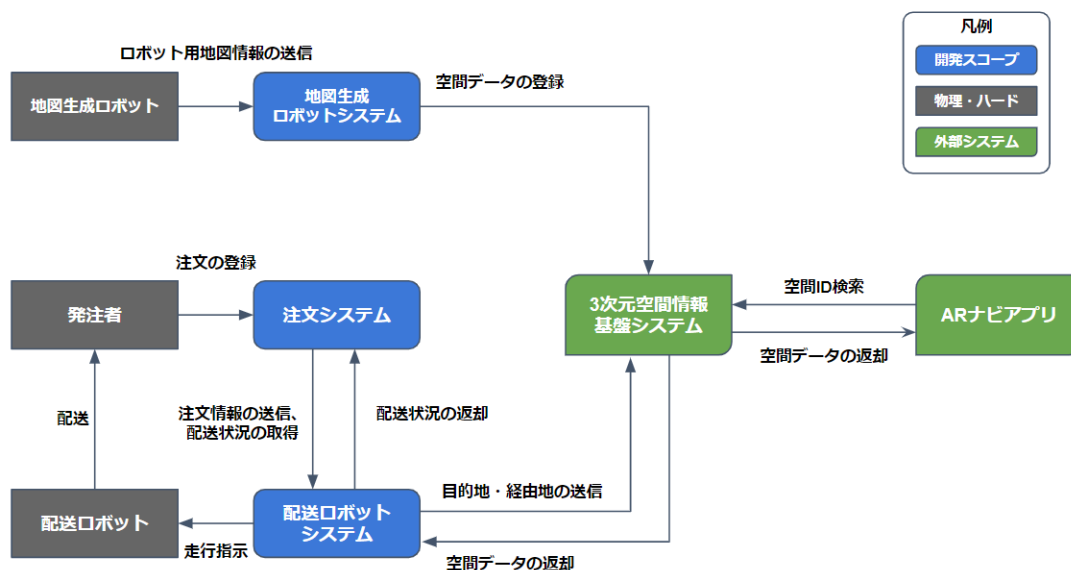 凡例
開発スコープ
物理・ハード
外部システム
ロボット用地図情報の送信
地図生成ロボット
地図生成
ロボットシステム
空間データの登録
注文の登録
発注者
注文システム
3次元空間情報
基盤システム
空間ID検索
ARナビアプリ
空間データの返却
配送
注文情報の送信、
配送状況の取得
配送状況の返却
目的地・経由地の送信
配送ロボット
走行指示
配送ロボット
システム
空間データの返却